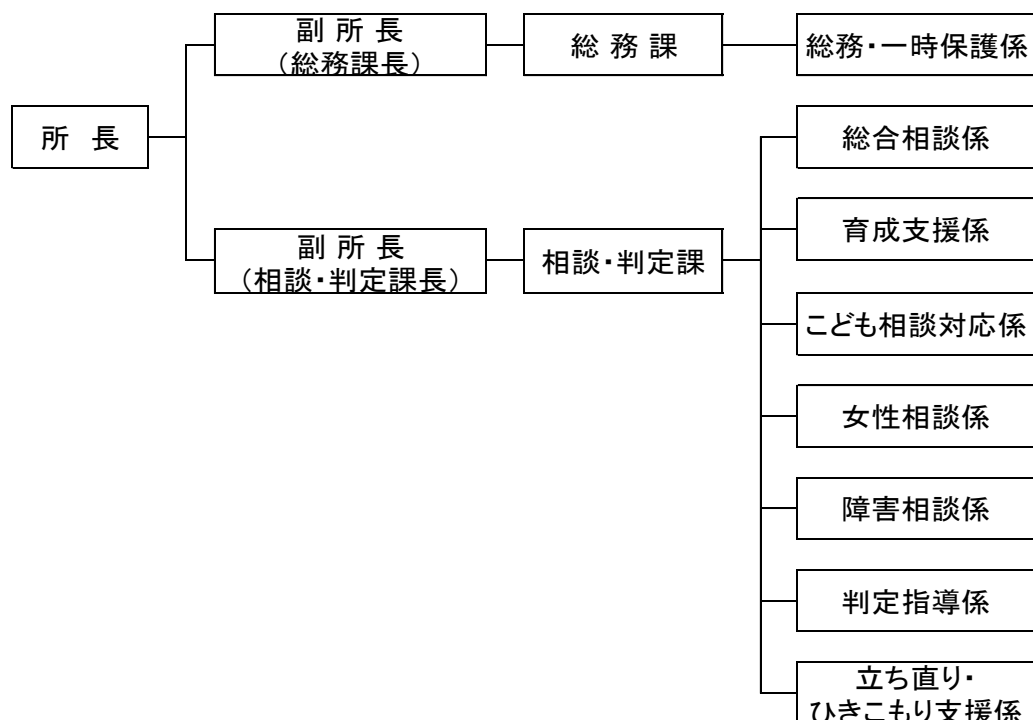 副所長
（総務課長）
総務課
総務・一時保護係
所長
総合相談係
育成支援係
副所長
（相談・判定課長）
相談・判定課
こども相談対応係
女性相談係
障害相談係
判定指導係
立ち直り・
ひきこもり支援係